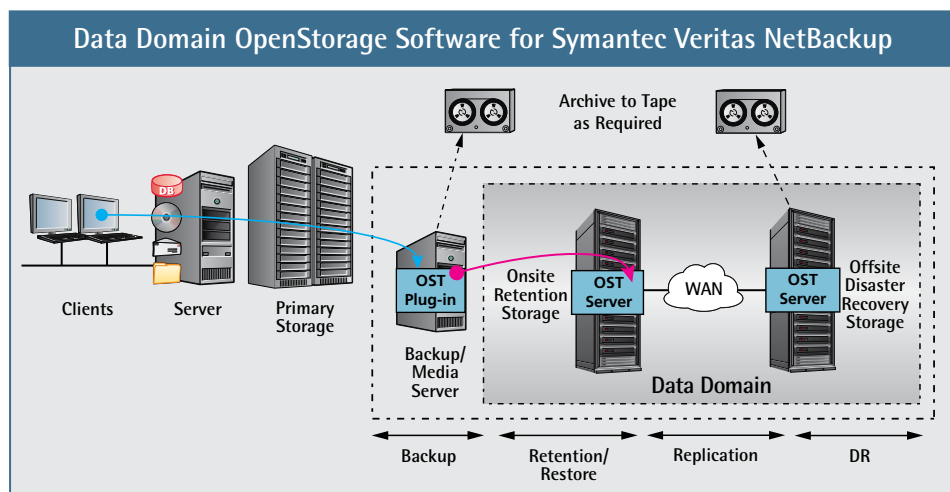 Data Domain OpenStorage Software for Symantec Veritas NetBackup
Archive to Tape
as Required
DB
Clients
Server
Primary
Storage
OST
Plug-in
Backup/
Media
Server
Onsite
Retention
Storage
OST
Server
WAN
OST
Server
Offsite
Disaster
Recovery
Storage
Data Domain
Backup
Retention/
Restore
Replication
DR